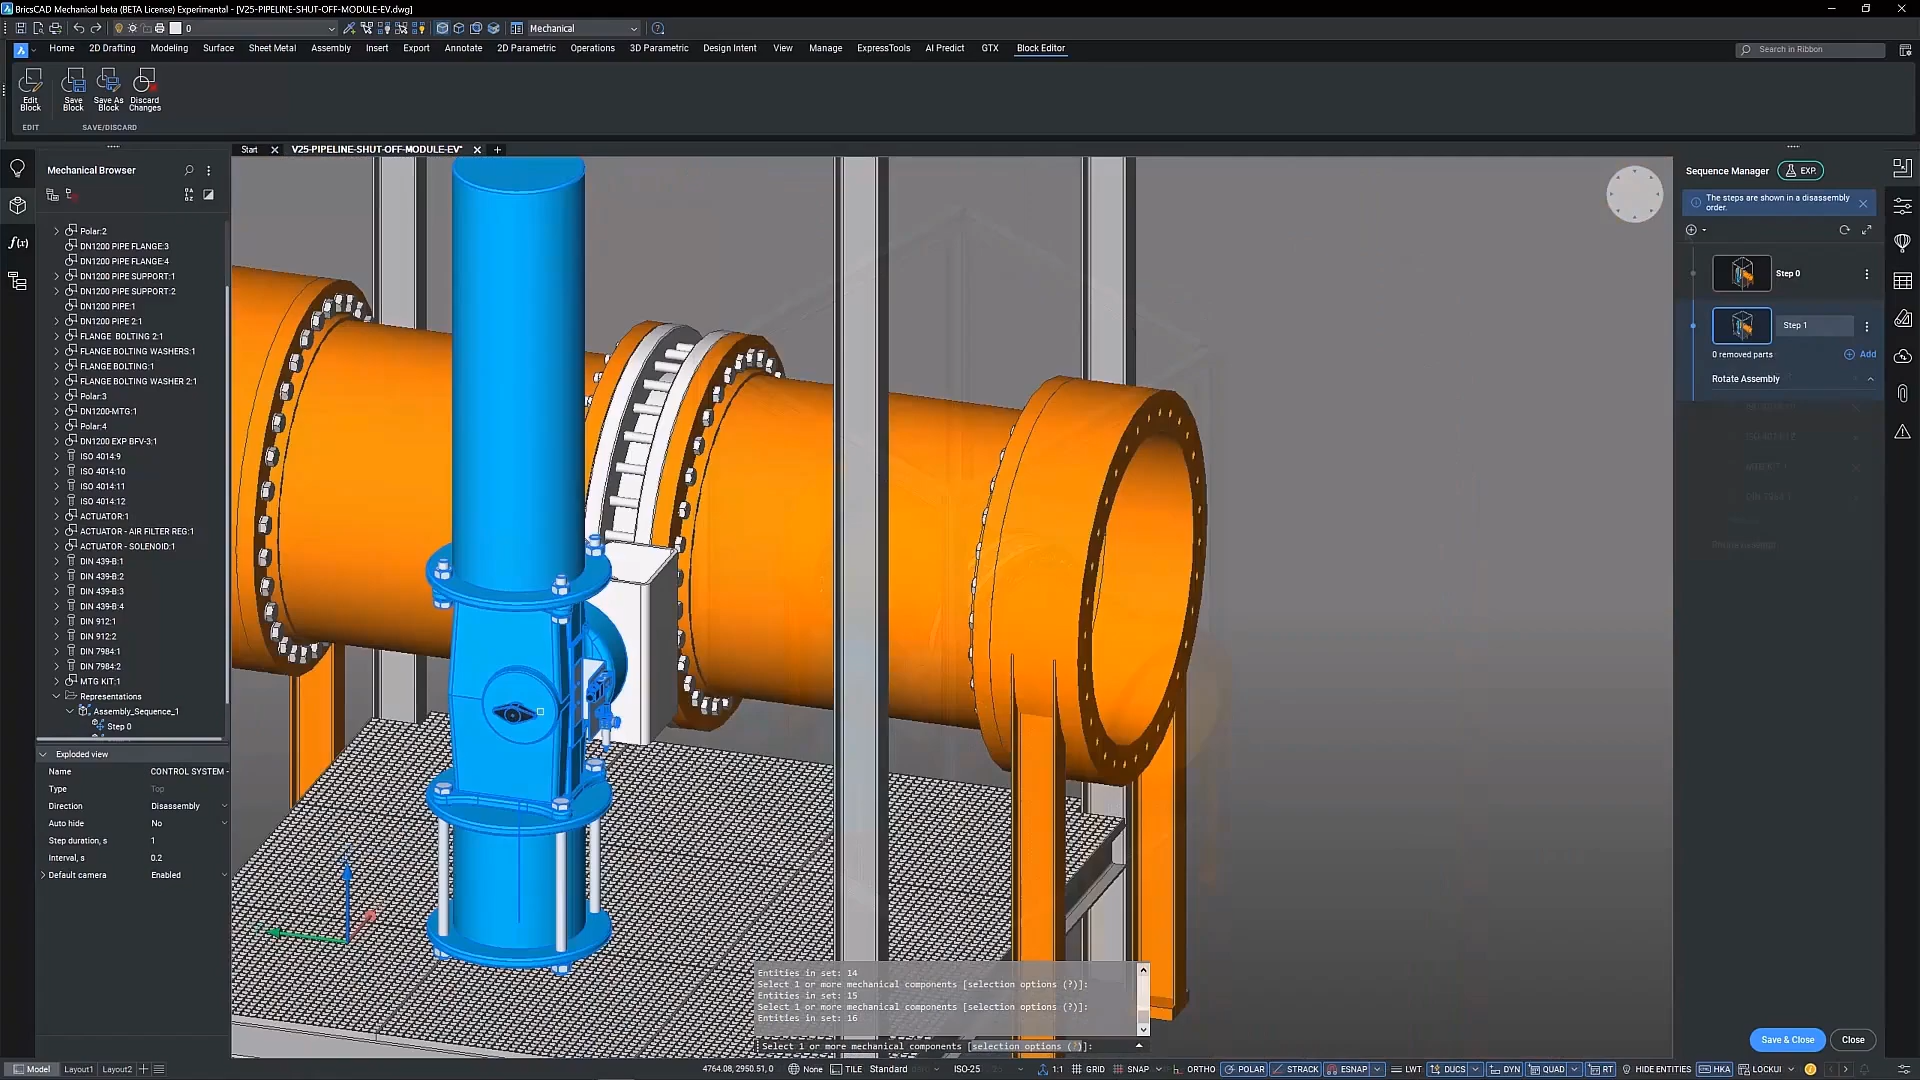 BricsCAD Mechanical beta (BETA License) Experimental - [V25-PIPELINE-SHUT-OFF-MODULE-EV.dwg]
0
Mechanical
Home 2D Drafting Modeling Surface Sheet Metal Assembly Insert Export Annotate 2D Parametric Operations 3D Parametric Design Intent View Manage ExpressTools AI Predict GTX Block Editor
Search in Ribbon
Edit Block
Save Block
Save As Block
Discard Changes
EDIT
SAVE/DISCARD
Start
V25-PIPELINE-SHUT-OFF-MODULE-EV*
Mechanical Browser
Polar:2
DN1200 PIPE FLANGE:3
DN1200 PIPE FLANGE:4
DN1200 PIPE SUPPORT:1
DN1200 PIPE SUPPORT:2
DN1200 PIPE:1
DN1200 PIPE 2:1
FLANGE BOLTING 2:1
FLANGE BOLTING WASHERS:1
FLANGE BOLTING:1
FLANGE BOLTING WASHER 2:1
Polar:3
DN1200-MTG:1
Polar:4
DN1200 EXP BFV-3:1
ISO 4014:9
ISO 4014:10
ISO 4014:11
ISO 4014:12
ACTUATOR:1
ACTUATOR - AIR FILTER REG:1
ACTUATOR - SOLENOID:1
DIN 439-B:1
DIN 439-B:2
DIN 439-B:3
DIN 439-B:4
DIN 912:1
DIN 912:2
DIN 7984:1
DIN 7984:2
MTG KIT:1
Representations
Assembly_Sequence_1
Step 0
Exploded view
Name CONTROL SYSTEM -
Type Top
Direction Disassembly
Auto hide No
Step duration, s 1
Interval, s 0.2
Default camera Enabled
Sequence Manager EXP.
The steps are shown in a disassembly order.
Step 0
Step 1
0 removed parts Add
Rotate Assembly
Entities in set: 14
Select 1 or more mechanical components [selection options (?)]:
Entities in set: 15
Select 1 or more mechanical components [selection options (?)]:
Entities in set: 16
Select 1 or more mechanical components [selection options (?)]:
Save & Close
Close
Model Layout1 Layout2
4764.08, 2950.51, 0 None TILE Standard ISO-25 1:1 GRID SNAP ORTHO POLAR STRACK ESNAP LWT DUCS DYN QUAD RT HIDE ENTITIES HKA LOCKUI